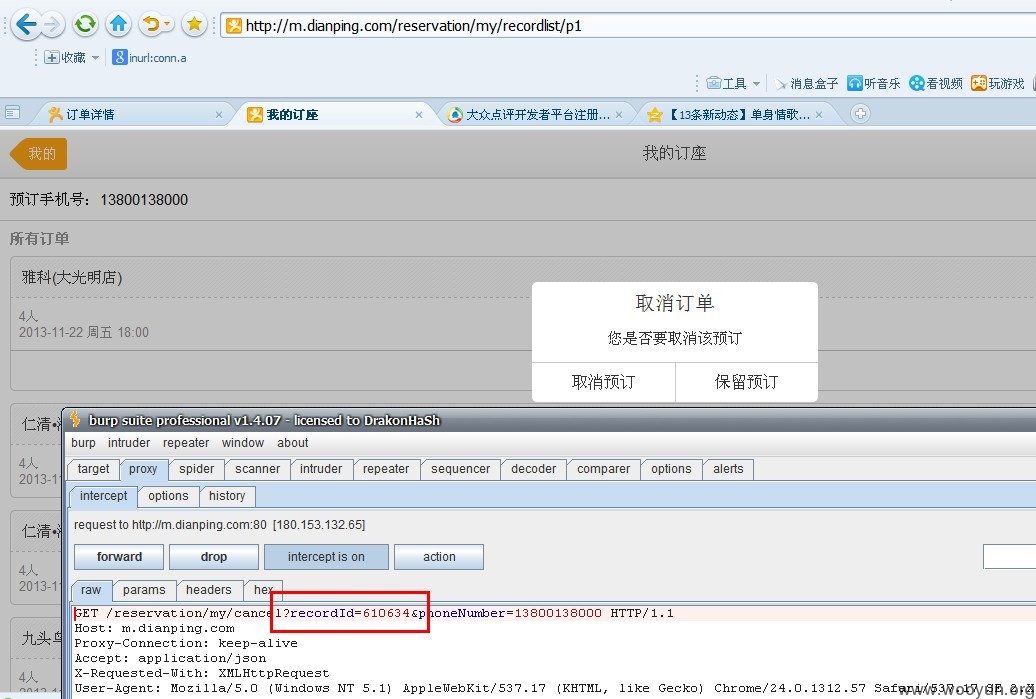 http://m.dianping.com/reservation/my/recordlist/p1
收藏 inurl:conn.a
工具 消息盒子 听音乐 看视频 玩游戏
订单详情 我的订座 大众点评开发者平台注册... 【13条新动态】单身情歌...
我的 我的订座
预订手机号: 13800138000
所有订单
雅科(大光明店)
4人
2013-11-22 周五 18:00
取消订单
您是否要取消该预订
取消预订 保留预订
仁清•
4人
2013-11
仁清•
4人
2013-11
九头鸟
4人
2013-11
burp suite professional v1.4.07 - licensed to DrakonHaSh
burp intruder repeater window about
target proxy spider scanner intruder repeater sequencer decoder comparer options alerts
intercept options history
request to http://m.dianping.com:80 [180.153.132.65]
forward drop intercept is on action
raw params headers hex
GET /reservation/my/cancel?recordId=610634&phoneNumber=13800138000 HTTP/1.1
Host: m.dianping.com
Proxy-Connection: keep-alive
Accept: application/json
X-Requested-With: XMLHttpRequest
User-Agent: Mozilla/5.0 (Windows NT 5.1) AppleWebKit/537.17 (KHTML, like Gecko) Chrome/24.0.1312.57 Safari/537.17
www.wooyun.org